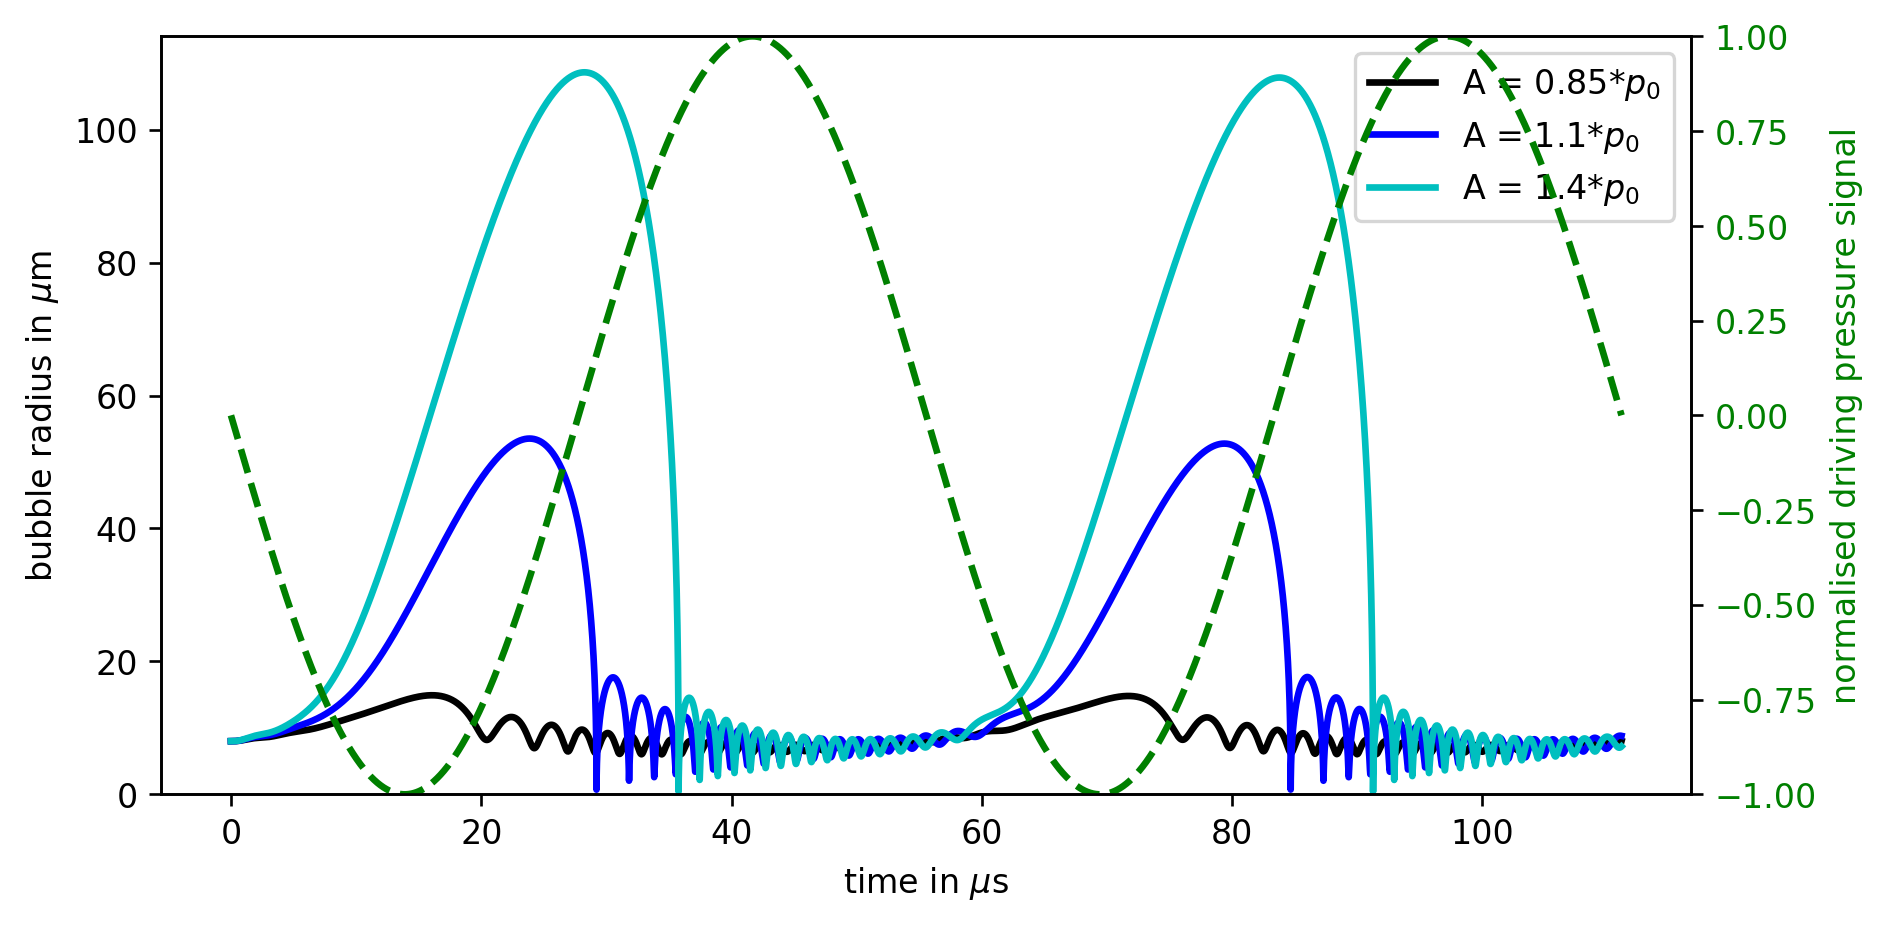 A = 0.85*p₀
A = 1.1*p₀
A = 1.4*p₀
bubble radius in μm
100
80
60
40
20
0
0 20 40 60 80 100
time in μs
1.00
0.75
0.50
0.25
0.00
−0.25
−0.50
−0.75
−1.00
normalised driving pressure signal